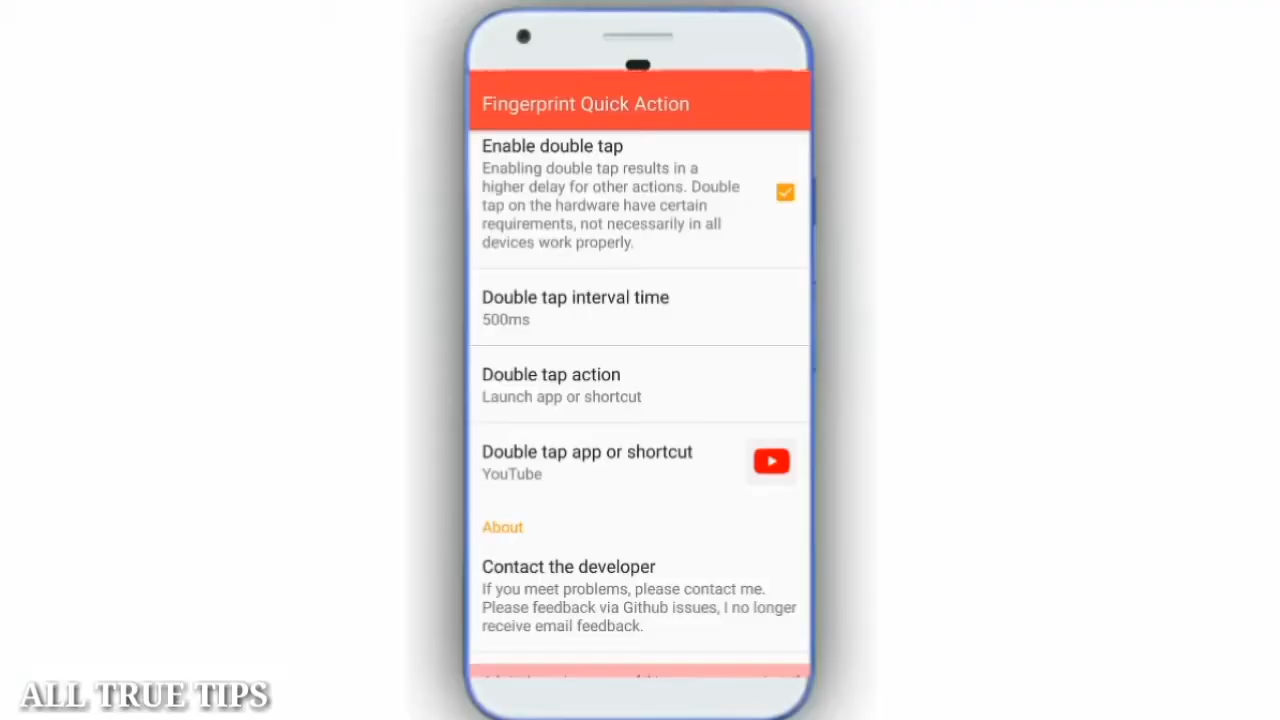 Fingerprint Quick Action
Enable double tap
Enabling double tap results in a
higher delay for other actions. Double
tap on the hardware have certain
requirements, not necessarily in all
devices work properly.
Double tap interval time
500ms
Double tap action
Launch app or shortcut
Double tap app or shortcut
YouTube
About
Contact the developer
If you meet problems, please contact me.
Please feedback via Github issues, I no longer
receive email feedback.
ALL TRUE TIPS